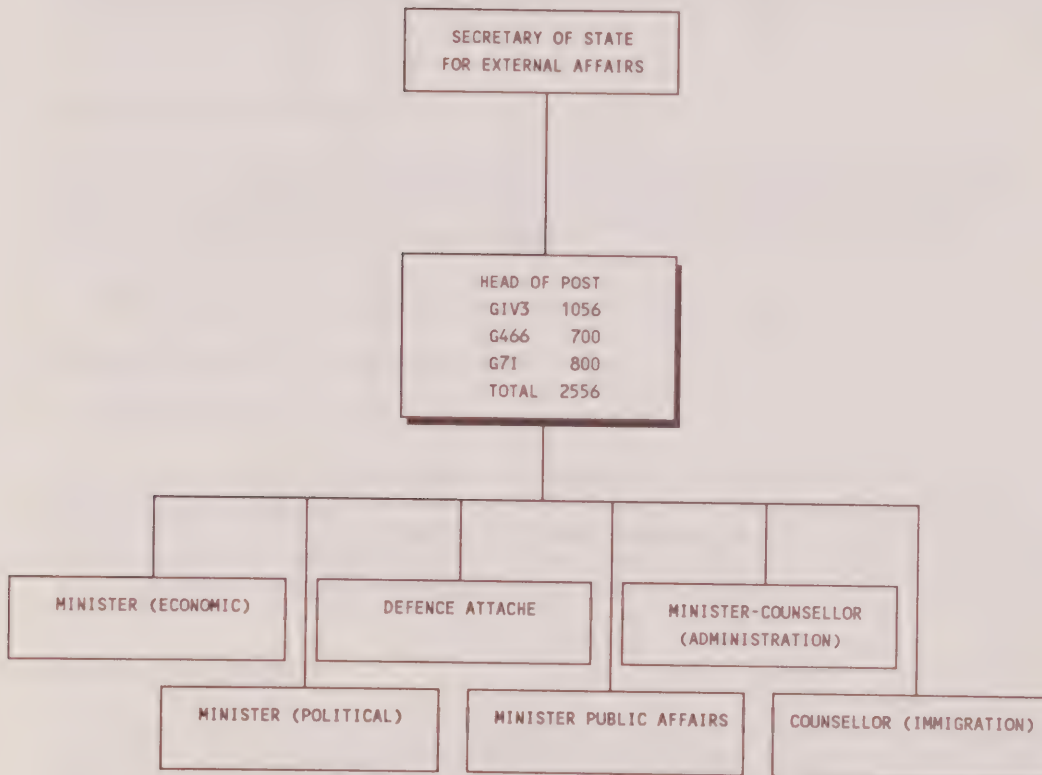 SECRETARY OF STATE
FOR EXTERNAL AFFAIRS
HEAD OF POST
GIV3 1056
G466 700
G7I 800
TOTAL 2556
MINISTER (ECONOMIC)
DEFENCE ATTACHE
MINISTER-COUNSELLOR
(ADMINISTRATION)
MINISTER (POLITICAL)
MINISTER PUBLIC AFFAIRS
COUNSELLOR (IMMIGRATION)